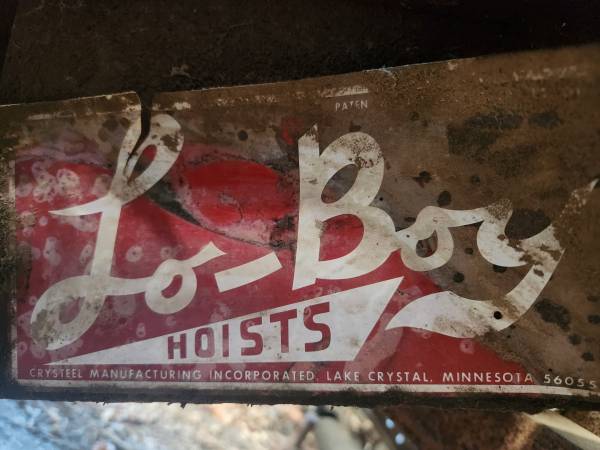 PATEN
Lo-Boy
HOISTS
CRYSTEEL MANUFACTURING INCORPORATED, LAKE CRYSTAL, MINNESOTA 56055